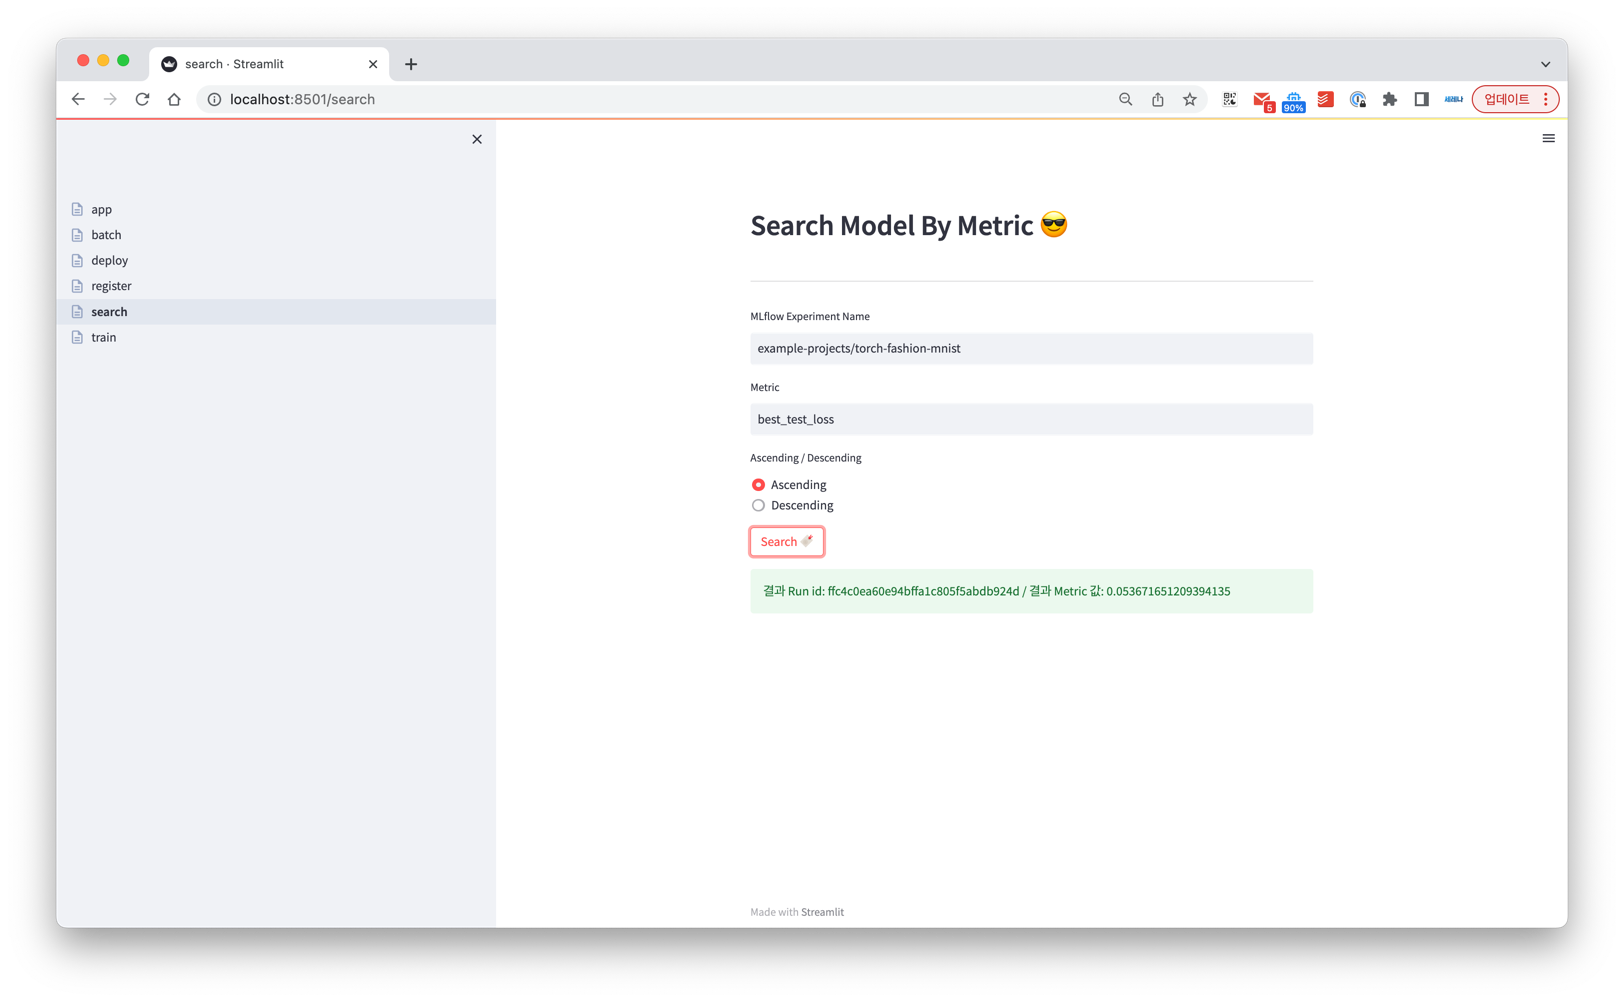 search · Streamlit
localhost:8501/search
5
90%
업데이트
app
batch
deploy
register
search
train
Search Model By Metric 😎
MLflow Experiment Name
example-projects/torch-fashion-mnist
Metric
best_test_loss
Ascending / Descending
Ascending
Descending
Search
결과 Run id: ffc4c0ea60e94bffa1c805f5abdb924d / 결과 Metric 값: 0.053671651209394135
Made with Streamlit